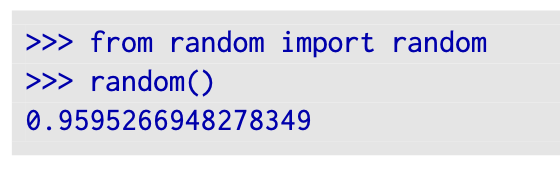 >>> from random import random
>>> random()
0.9595266948278349